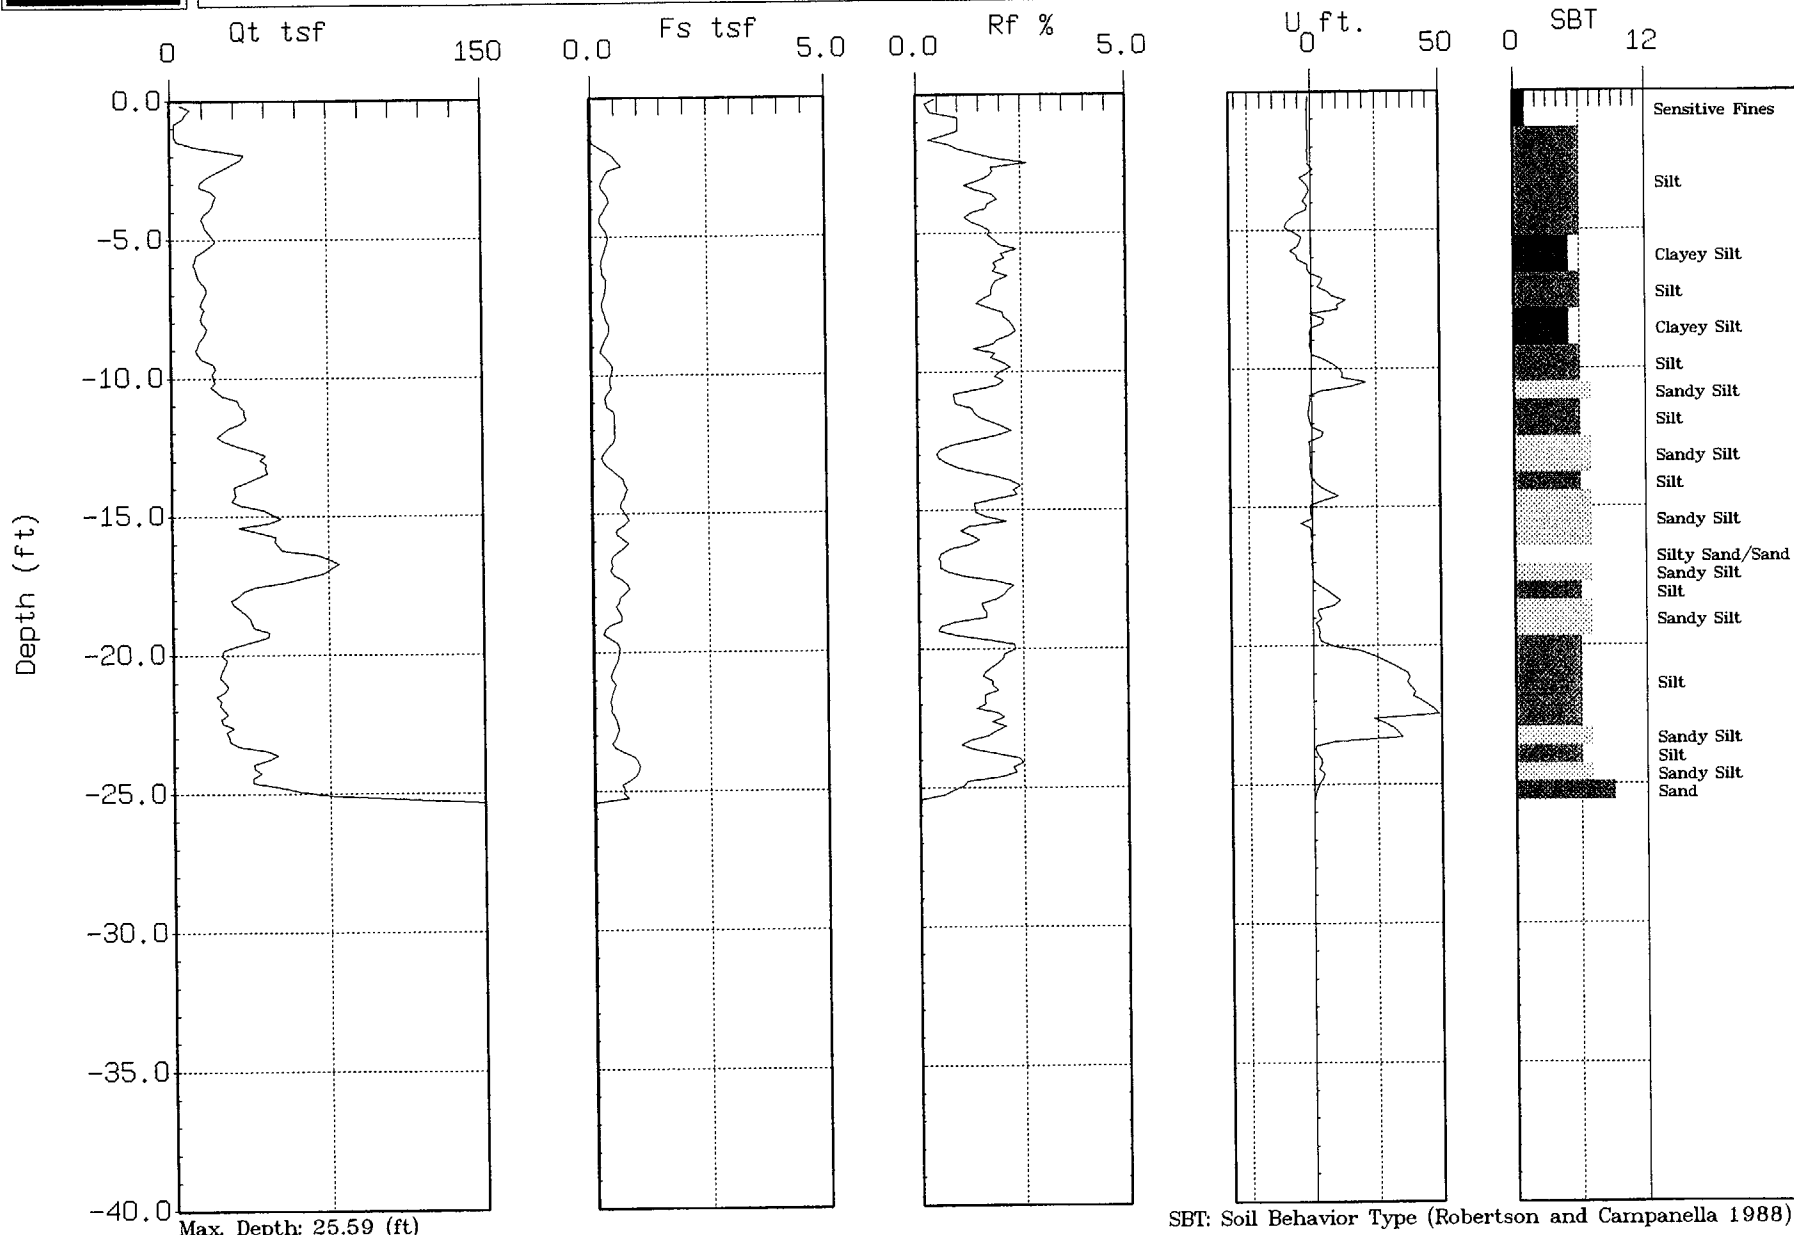 Qt tsf
0 150
Fs tsf
0.0 5.0
Rf %
0.0 5.0
U ft.
0 50
SBT
0 12
0.0
-5.0
-10.0
-15.0
-20.0
-25.0
-30.0
-35.0
-40.0
Depth (ft)
Sensitive Fines
Silt
Clayey Silt
Silt
Clayey Silt
Silt
Sandy Silt
Silt
Sandy Silt
Silt
Sandy Silt
Silty Sand/Sand
Sandy Silt
Silt
Sandy Silt
Silt
Sandy Silt
Silt
Sandy Silt
Sand
Max. Depth: 25.59 (ft)
SBT: Soil Behavior Type (Robertson and Campanella 1988)